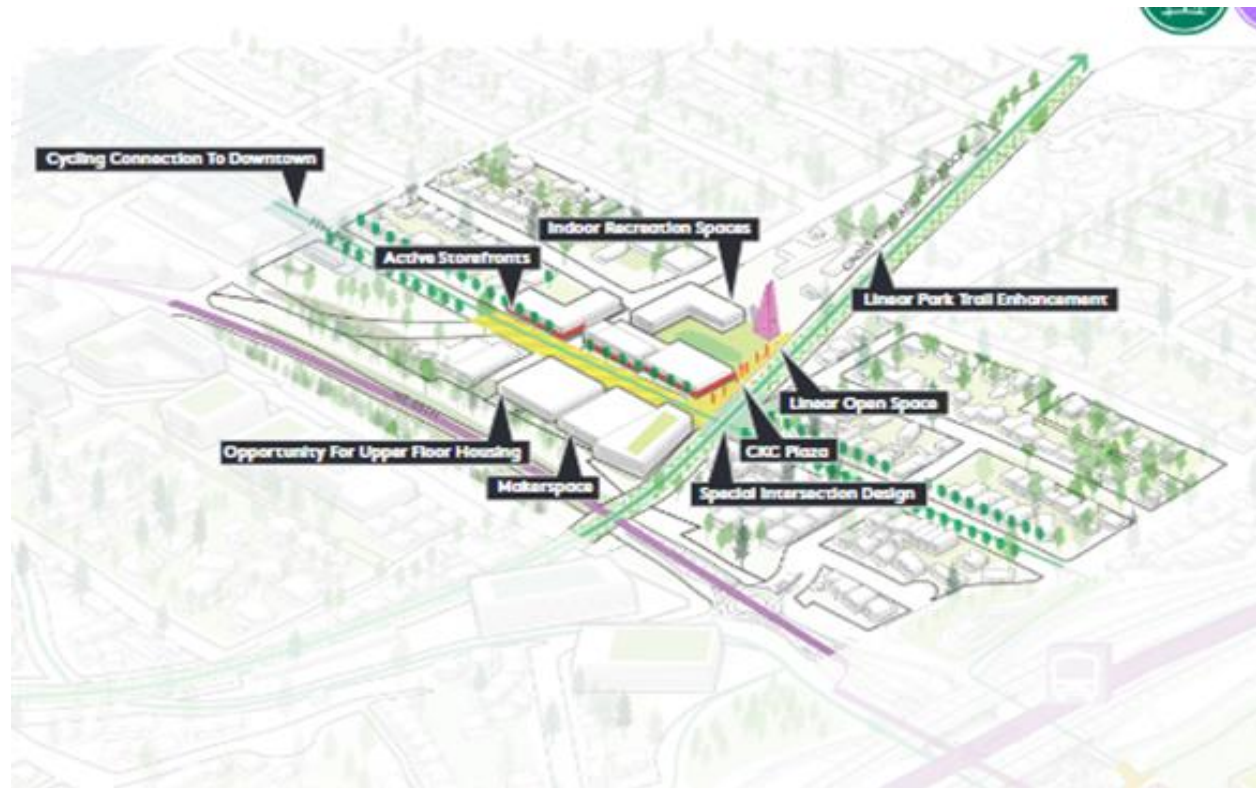 Cycling Connection To Downtown
Indoor Recreation Spaces
Active Storefronts
Linear Park Trail Enhancement
Linear Open Space
Opportunity For Upper Floor Housing
CKC Plaza
Makerspace
Special Intersection Design